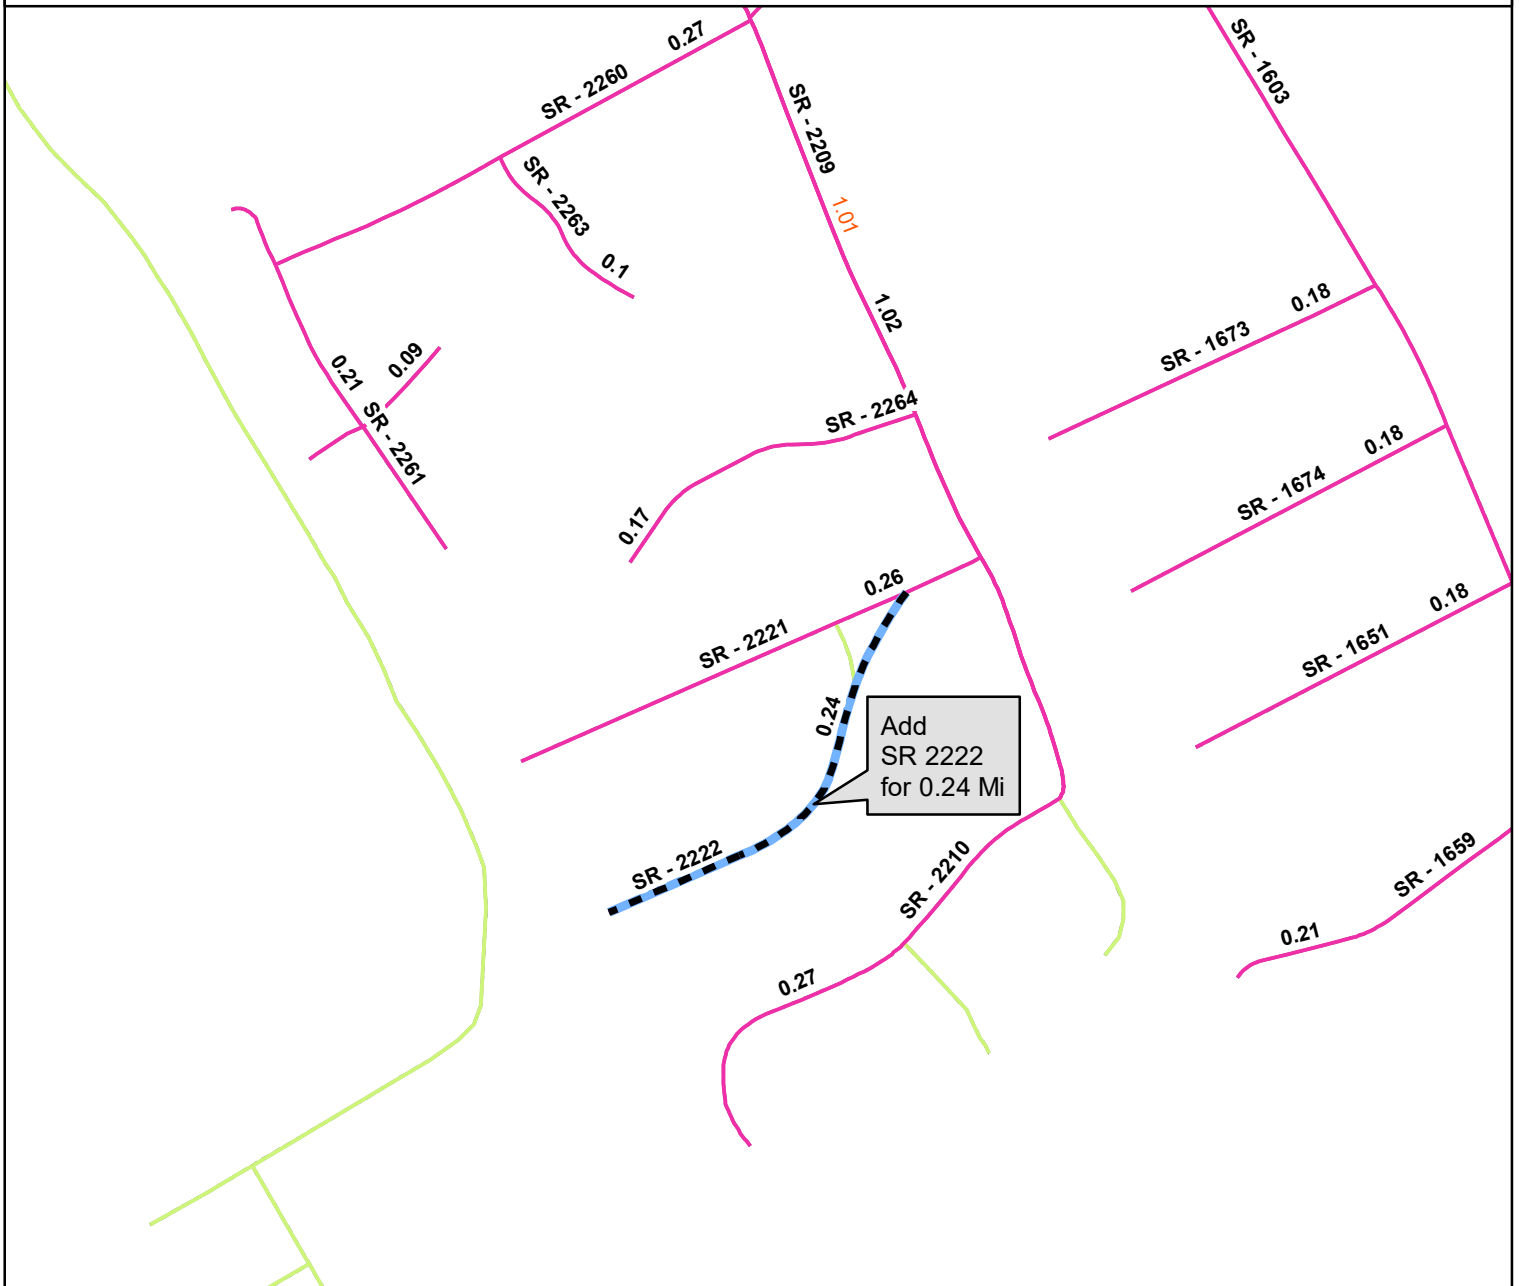 0.27
SR - 2260
SR - 2209
1.01
SR - 1603
SR - 2263
0.1
1.02
0.18
SR - 1673
0.21
0.09
SR - 2261
SR - 2264
0.17
0.18
SR - 1674
0.26
SR - 2221
0.18
SR - 1651
0.24
Add
SR 2222
for 0.24 Mi
SR - 2222
SR - 2210
SR - 1659
0.21
0.27